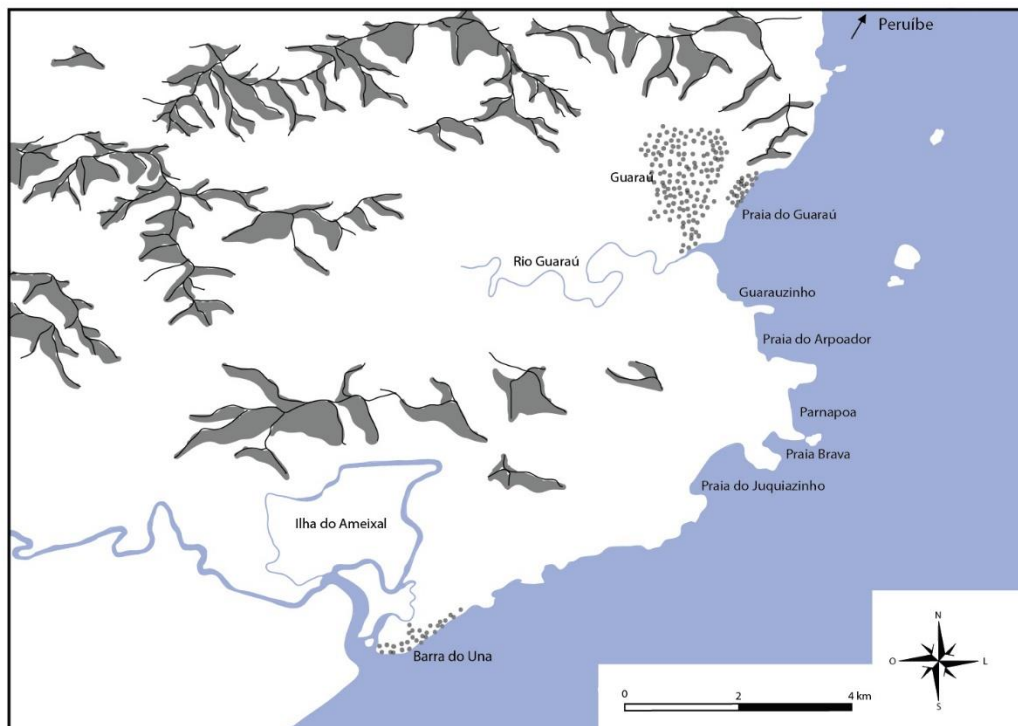 Peruíbe
Guaraú
Praia do Guaraú
Rio Guaraú
Guarauzinho
Praia do Arpoador
Parnapoa
Praia Brava
Praia do Juquiazinho
Ilha do Ameixal
Barra do Una
N
O
L
S
0
2
4 km